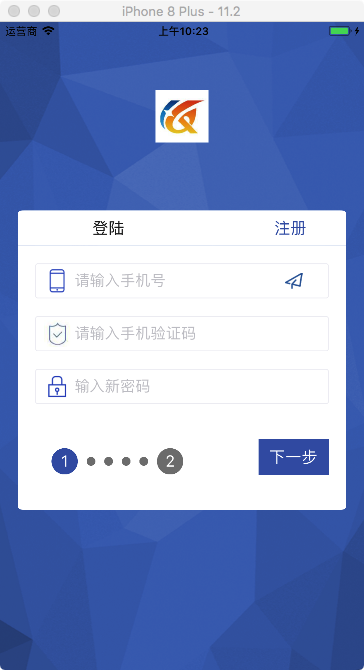 iPhone 8 Plus - 11.2
运营商 上午10:23
登陆 注册
请输入手机号
请输入手机验证码
输入新密码
1 2 下一步